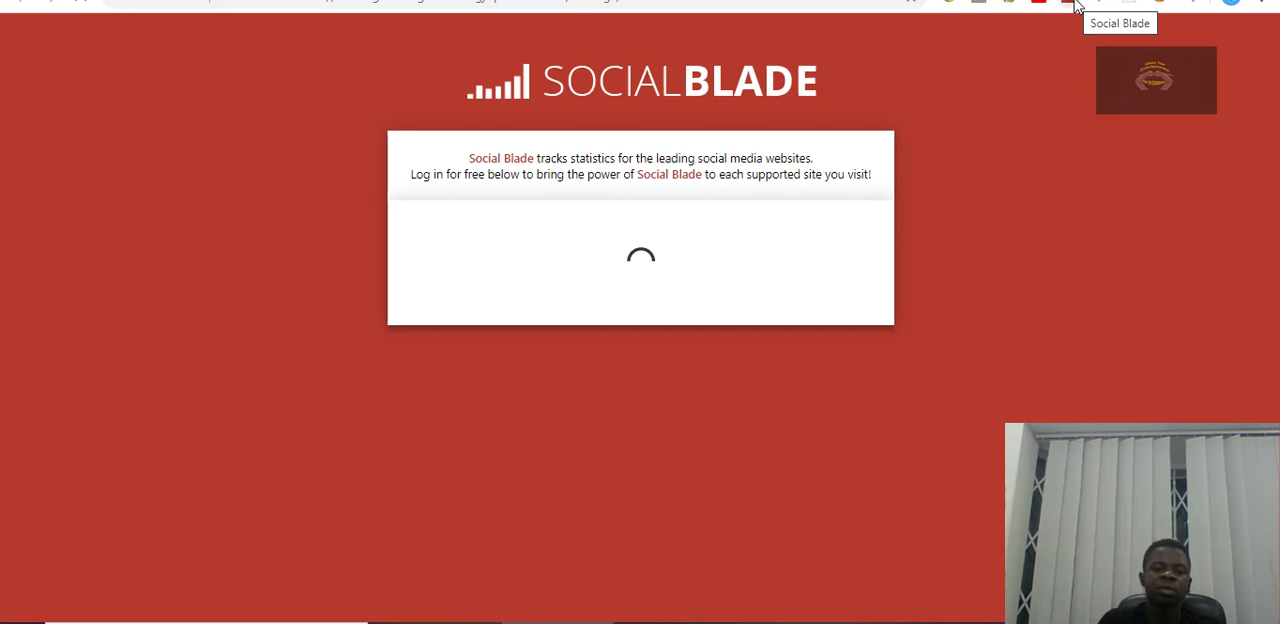 Social Blade
SOCIALBLADE
Social Blade tracks statistics for the leading social media websites.
Log in for free below to bring the power of Social Blade to each supported site you visit!